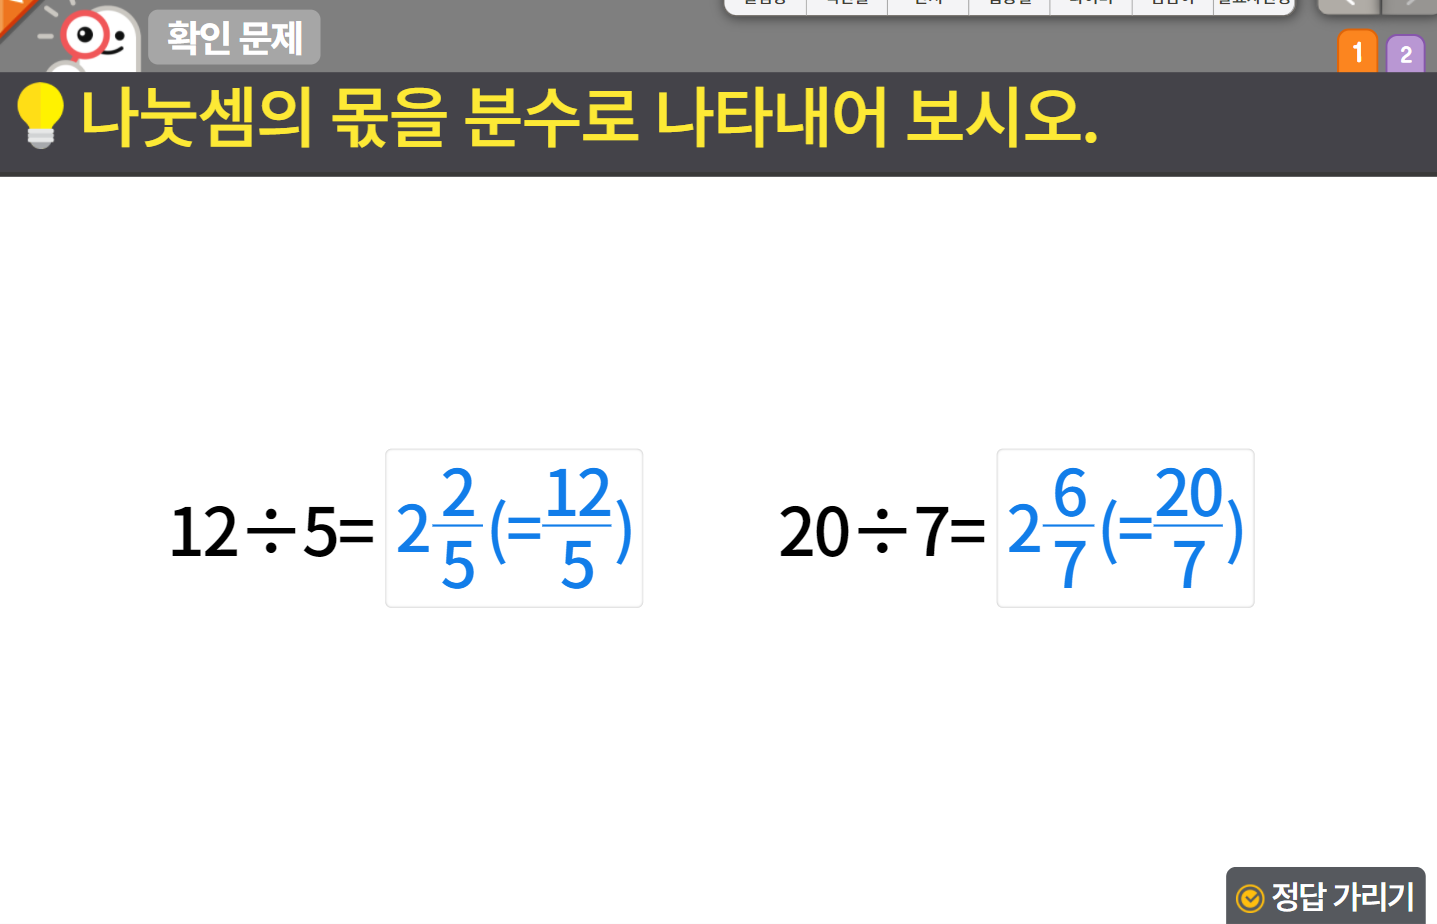 확인 문제
1 2
나눗셈의 몫을 분수로 나타내어 보시오.
12÷5= 2 2/5 (= 12/5)
20÷7= 2 6/7 (= 20/7)
정답 가리기